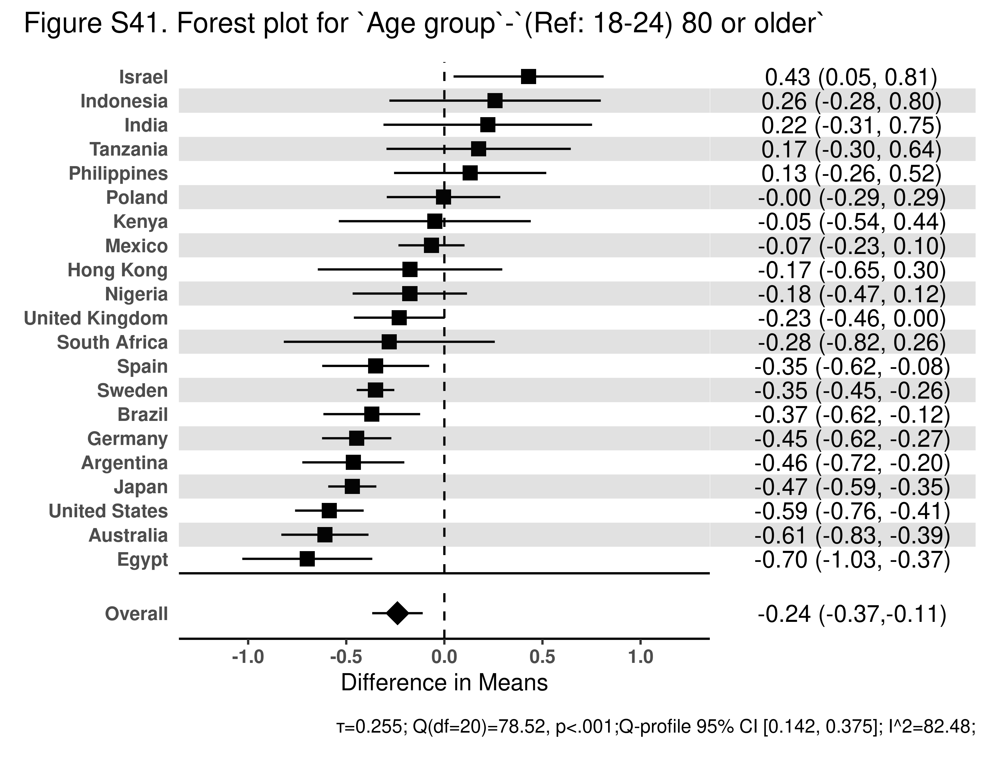 Figure S41. Forest plot for `Age group`-`(Ref: 18-24) 80 or older`
Israel 0.43 (0.05, 0.81)
Indonesia 0.26 (-0.28, 0.80)
India 0.22 (-0.31, 0.75)
Tanzania 0.17 (-0.30, 0.64)
Philippines 0.13 (-0.26, 0.52)
Poland -0.00 (-0.29, 0.29)
Kenya -0.05 (-0.54, 0.44)
Mexico -0.07 (-0.23, 0.10)
Hong Kong -0.17 (-0.65, 0.30)
Nigeria -0.18 (-0.47, 0.12)
United Kingdom -0.23 (-0.46, 0.00)
South Africa -0.28 (-0.82, 0.26)
Spain -0.35 (-0.62, -0.08)
Sweden -0.35 (-0.45, -0.26)
Brazil -0.37 (-0.62, -0.12)
Germany -0.45 (-0.62, -0.27)
Argentina -0.46 (-0.72, -0.20)
Japan -0.47 (-0.59, -0.35)
United States -0.59 (-0.76, -0.41)
Australia -0.61 (-0.83, -0.39)
Egypt -0.70 (-1.03, -0.37)
Overall -0.24 (-0.37,-0.11)
-1.0 -0.5 0.0 0.5 1.0
Difference in Means
τ=0.255; Q(df=20)=78.52, p<.001;Q-profile 95% CI [0.142, 0.375]; I^2=82.48;